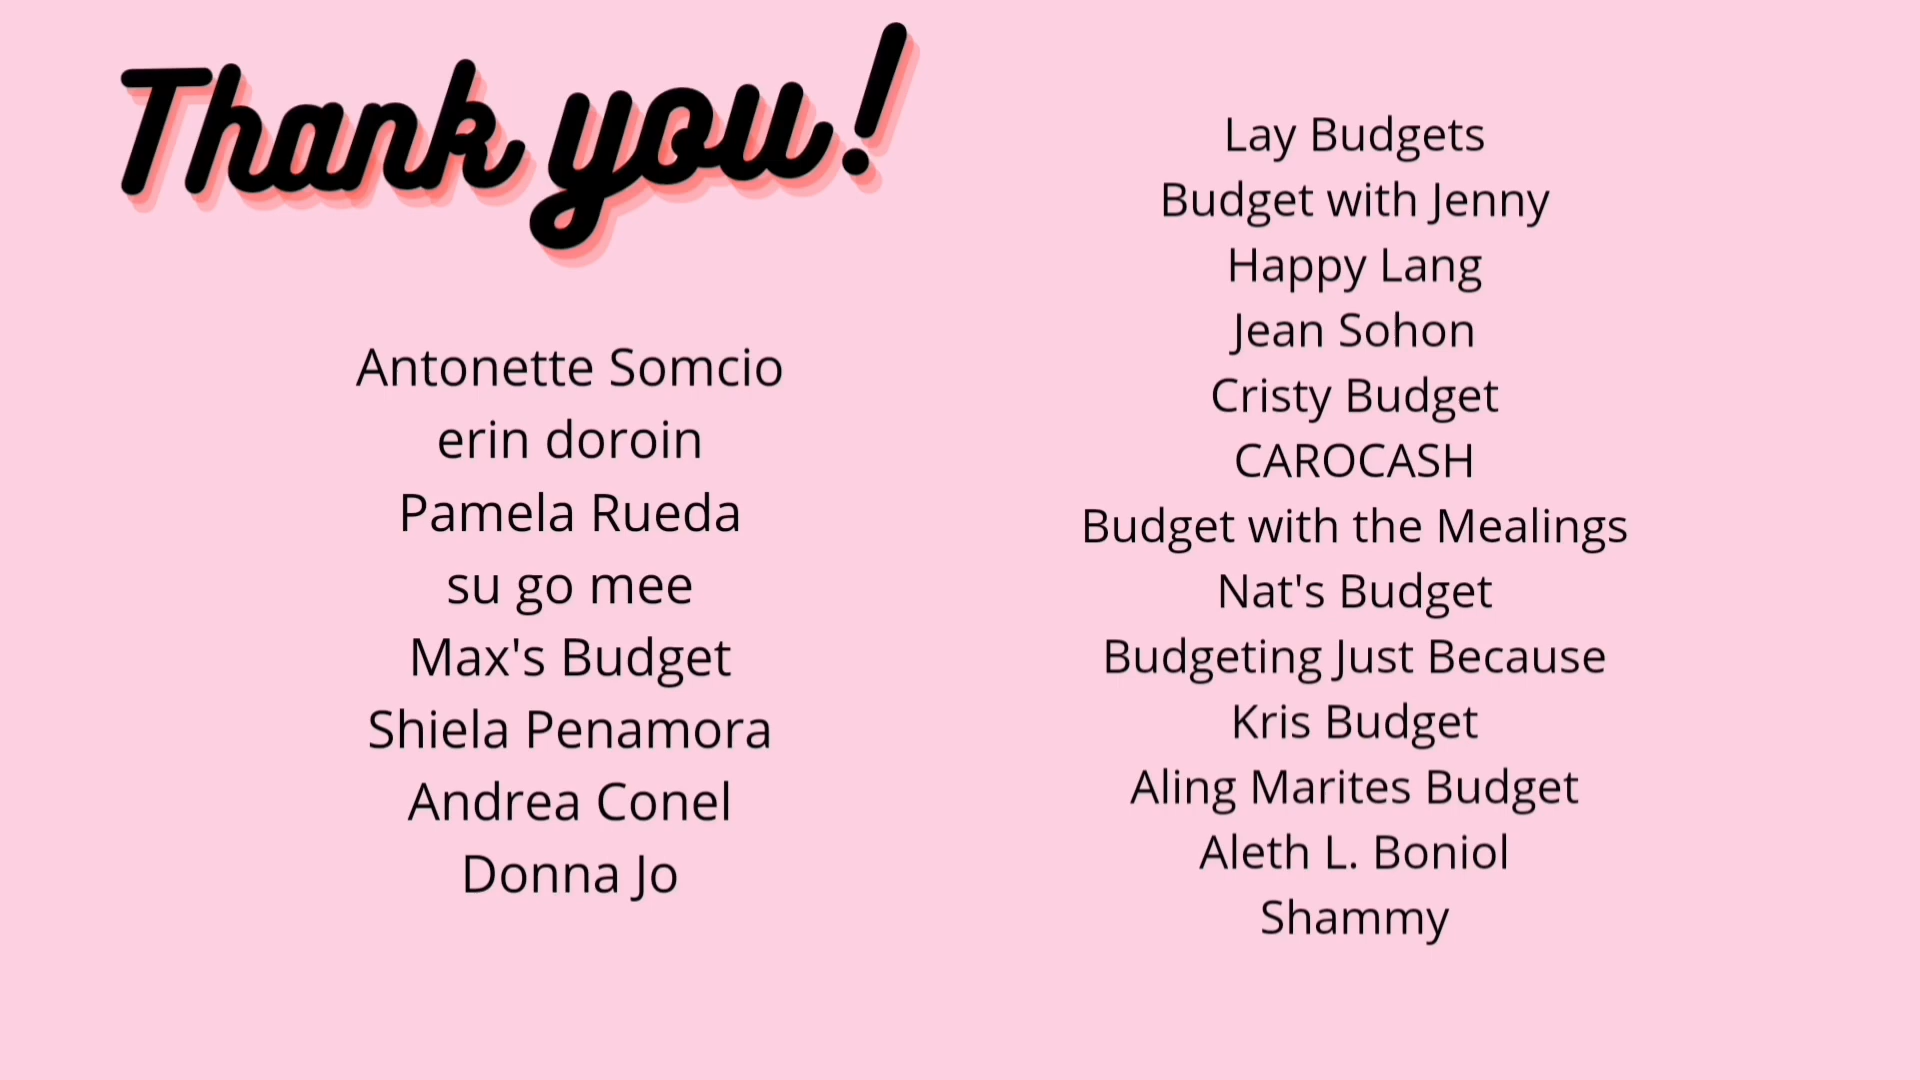 Thank you!
Antonette Somcio
erin doroin
Pamela Rueda
su go mee
Max's Budget
Shiela Penamora
Andrea Conel
Donna Jo
Lay Budgets
Budget with Jenny
Happy Lang
Jean Sohon
Cristy Budget
CAROCASH
Budget with the Mealings
Nat's Budget
Budgeting Just Because
Kris Budget
Aling Marites Budget
Aleth L. Boniol
Shammy